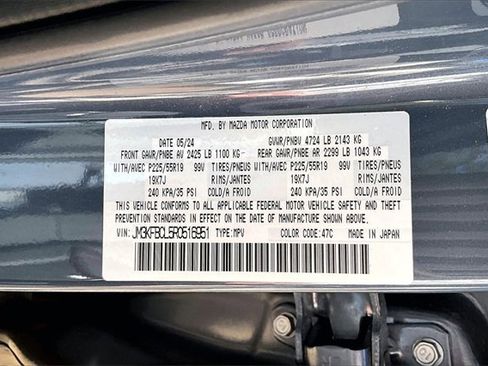 MFD. BY MAZDA MOTOR CORPORATION
DATE 05/24 GVWR/PNBV 4724 LB 2143 KG
FRONT GAWR/PNBE AV 2425 LB 1100 KG- REAR GAWR/PNBE AR 2299 LB 1043 KG-
WITH/AVEC P225/55R19 99V TIRES/PNEUS WITH/AVEC P225/55R19 99V TIRES/PNEUS
19X7J RIMS/JANTES 19X7J RIMS/JANTES
240 KPA/35 PSI COLD/A FROID 240 KPA/35 PSI COLD/A FROID
THIS VEHICLE CONFORMS TO ALL APPLICABLE FEDERAL MOTOR VEHICLE SAFETY AND THEFT
PREVENTION STANDARDS IN EFFECT ON THE DATE OF MANUFACTURE SHOWN ABOVE.
VIN: JM3KFBCL5R0516951 TYPE:MPV COLOR CODE:47C MADE IN JAPAN